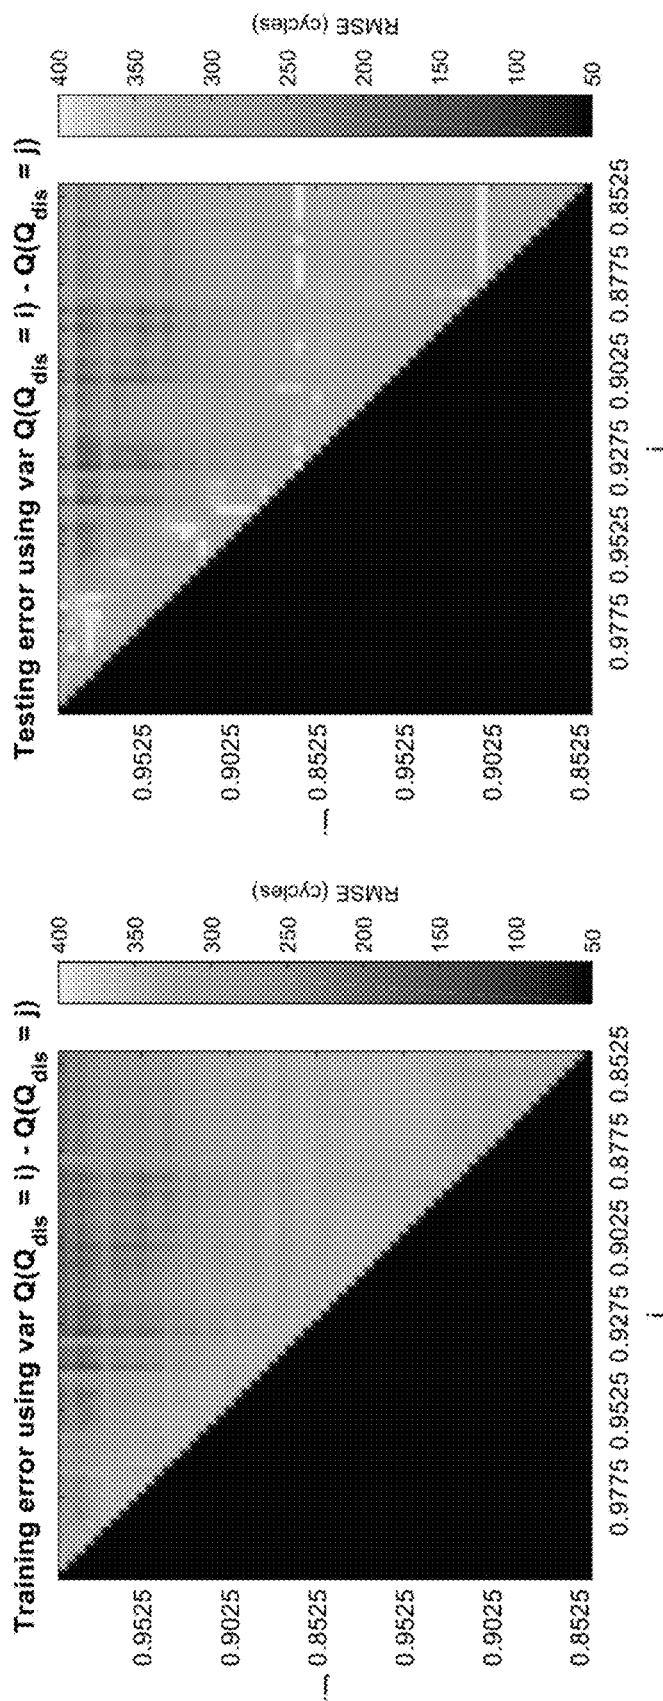 Training error using var Q(Q_dis = i) - Q(Q_dis = j)
0.9525
0.9025
0.8525
0.9525
0.9025
0.8525
j
0.9775 0.9525 0.9275 0.9025 0.8775 0.8525
i
400
350
300
250
200
150
100
50
RMSE (cycles)
Testing error using var Q(Q_dis = i) - Q(Q_dis = j)
0.9525
0.9025
0.8525
0.9525
0.9025
0.8525
j
0.9775 0.9525 0.9275 0.9025 0.8775 0.8525
i
400
350
300
250
200
150
100
50
RMSE (cycles)